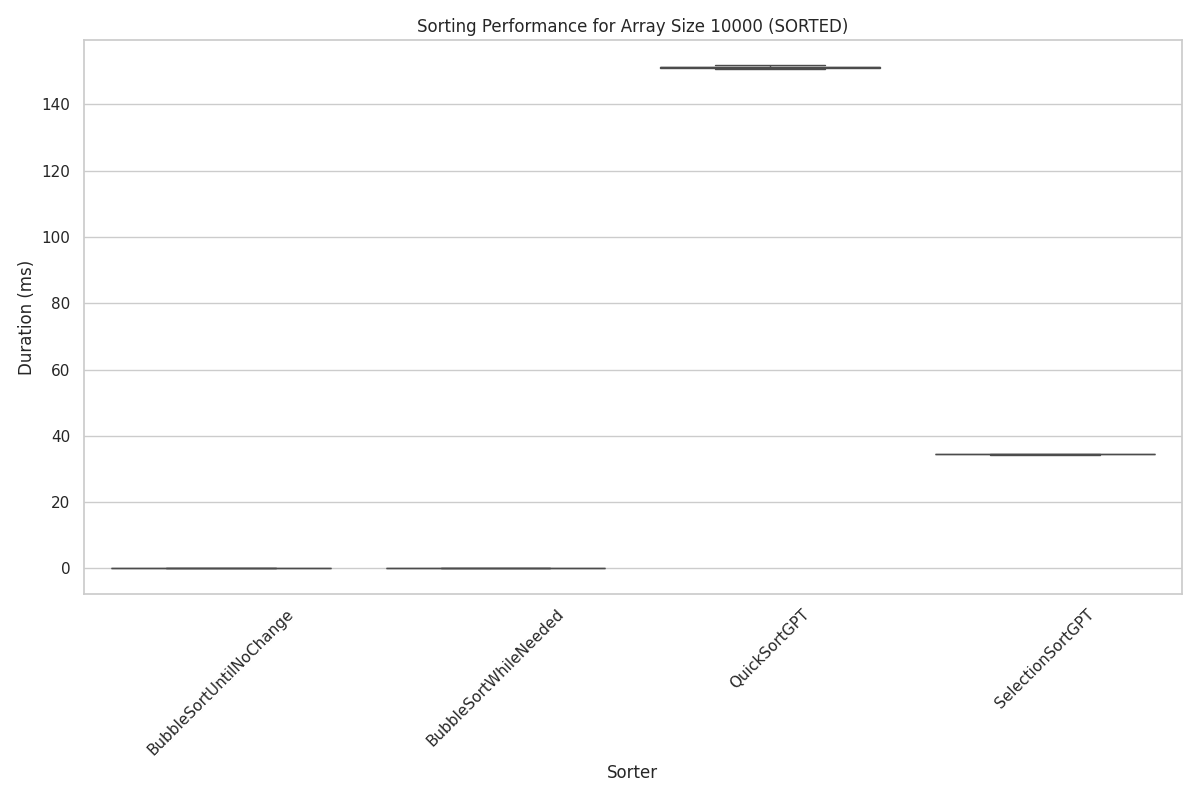 Sorting Performance for Array Size 10000 (SORTED)
Duration (ms)
140
120
100
80
60
40
20
0
BubbleSortUntilNoChange
BubbleSortWhileNeeded
QuickSortGPT
SelectionSortGPT
Sorter